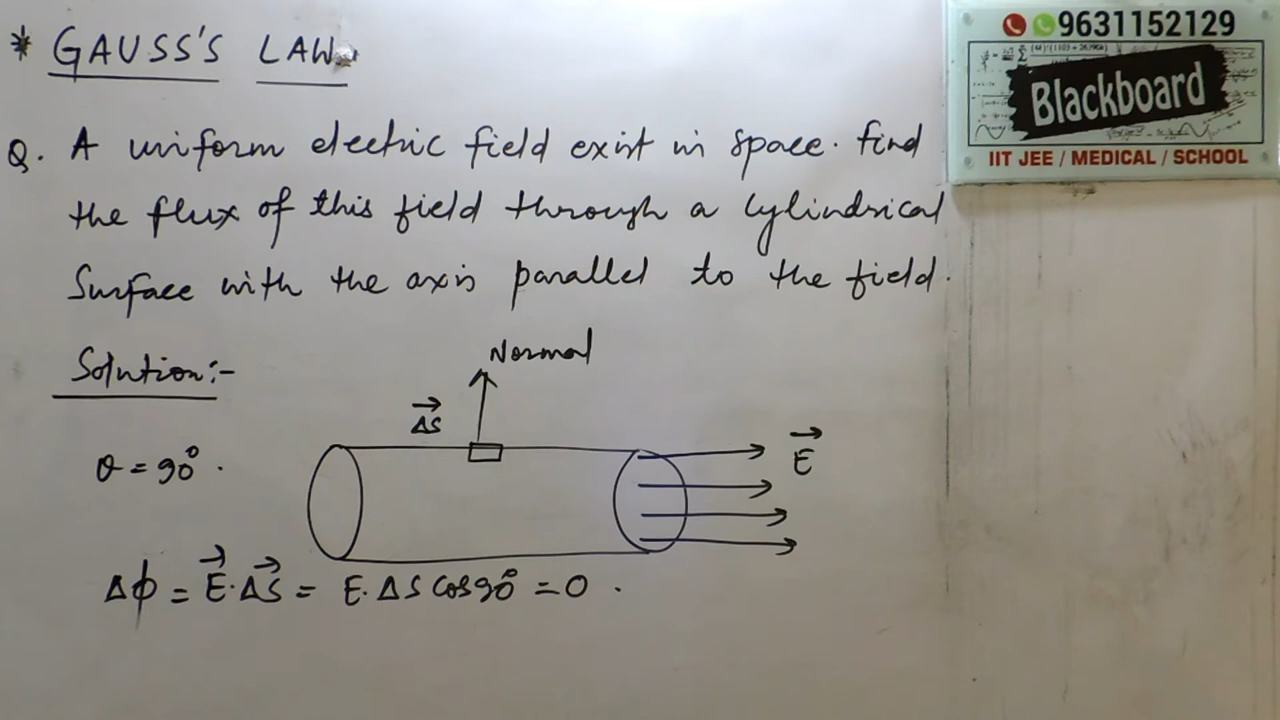 * GAUSS'S LAW.
9631152129
Blackboard
IIT JEE / MEDICAL / SCHOOL
Q. A uniform electric field exist in space. find
the flux of this field through a cylindrical
Surface with the axis parallel to the field.
Solution:-
Normal
ΔS
θ = 90° .
E
Δϕ = E.ΔS = E.ΔS Cos90° = 0 .